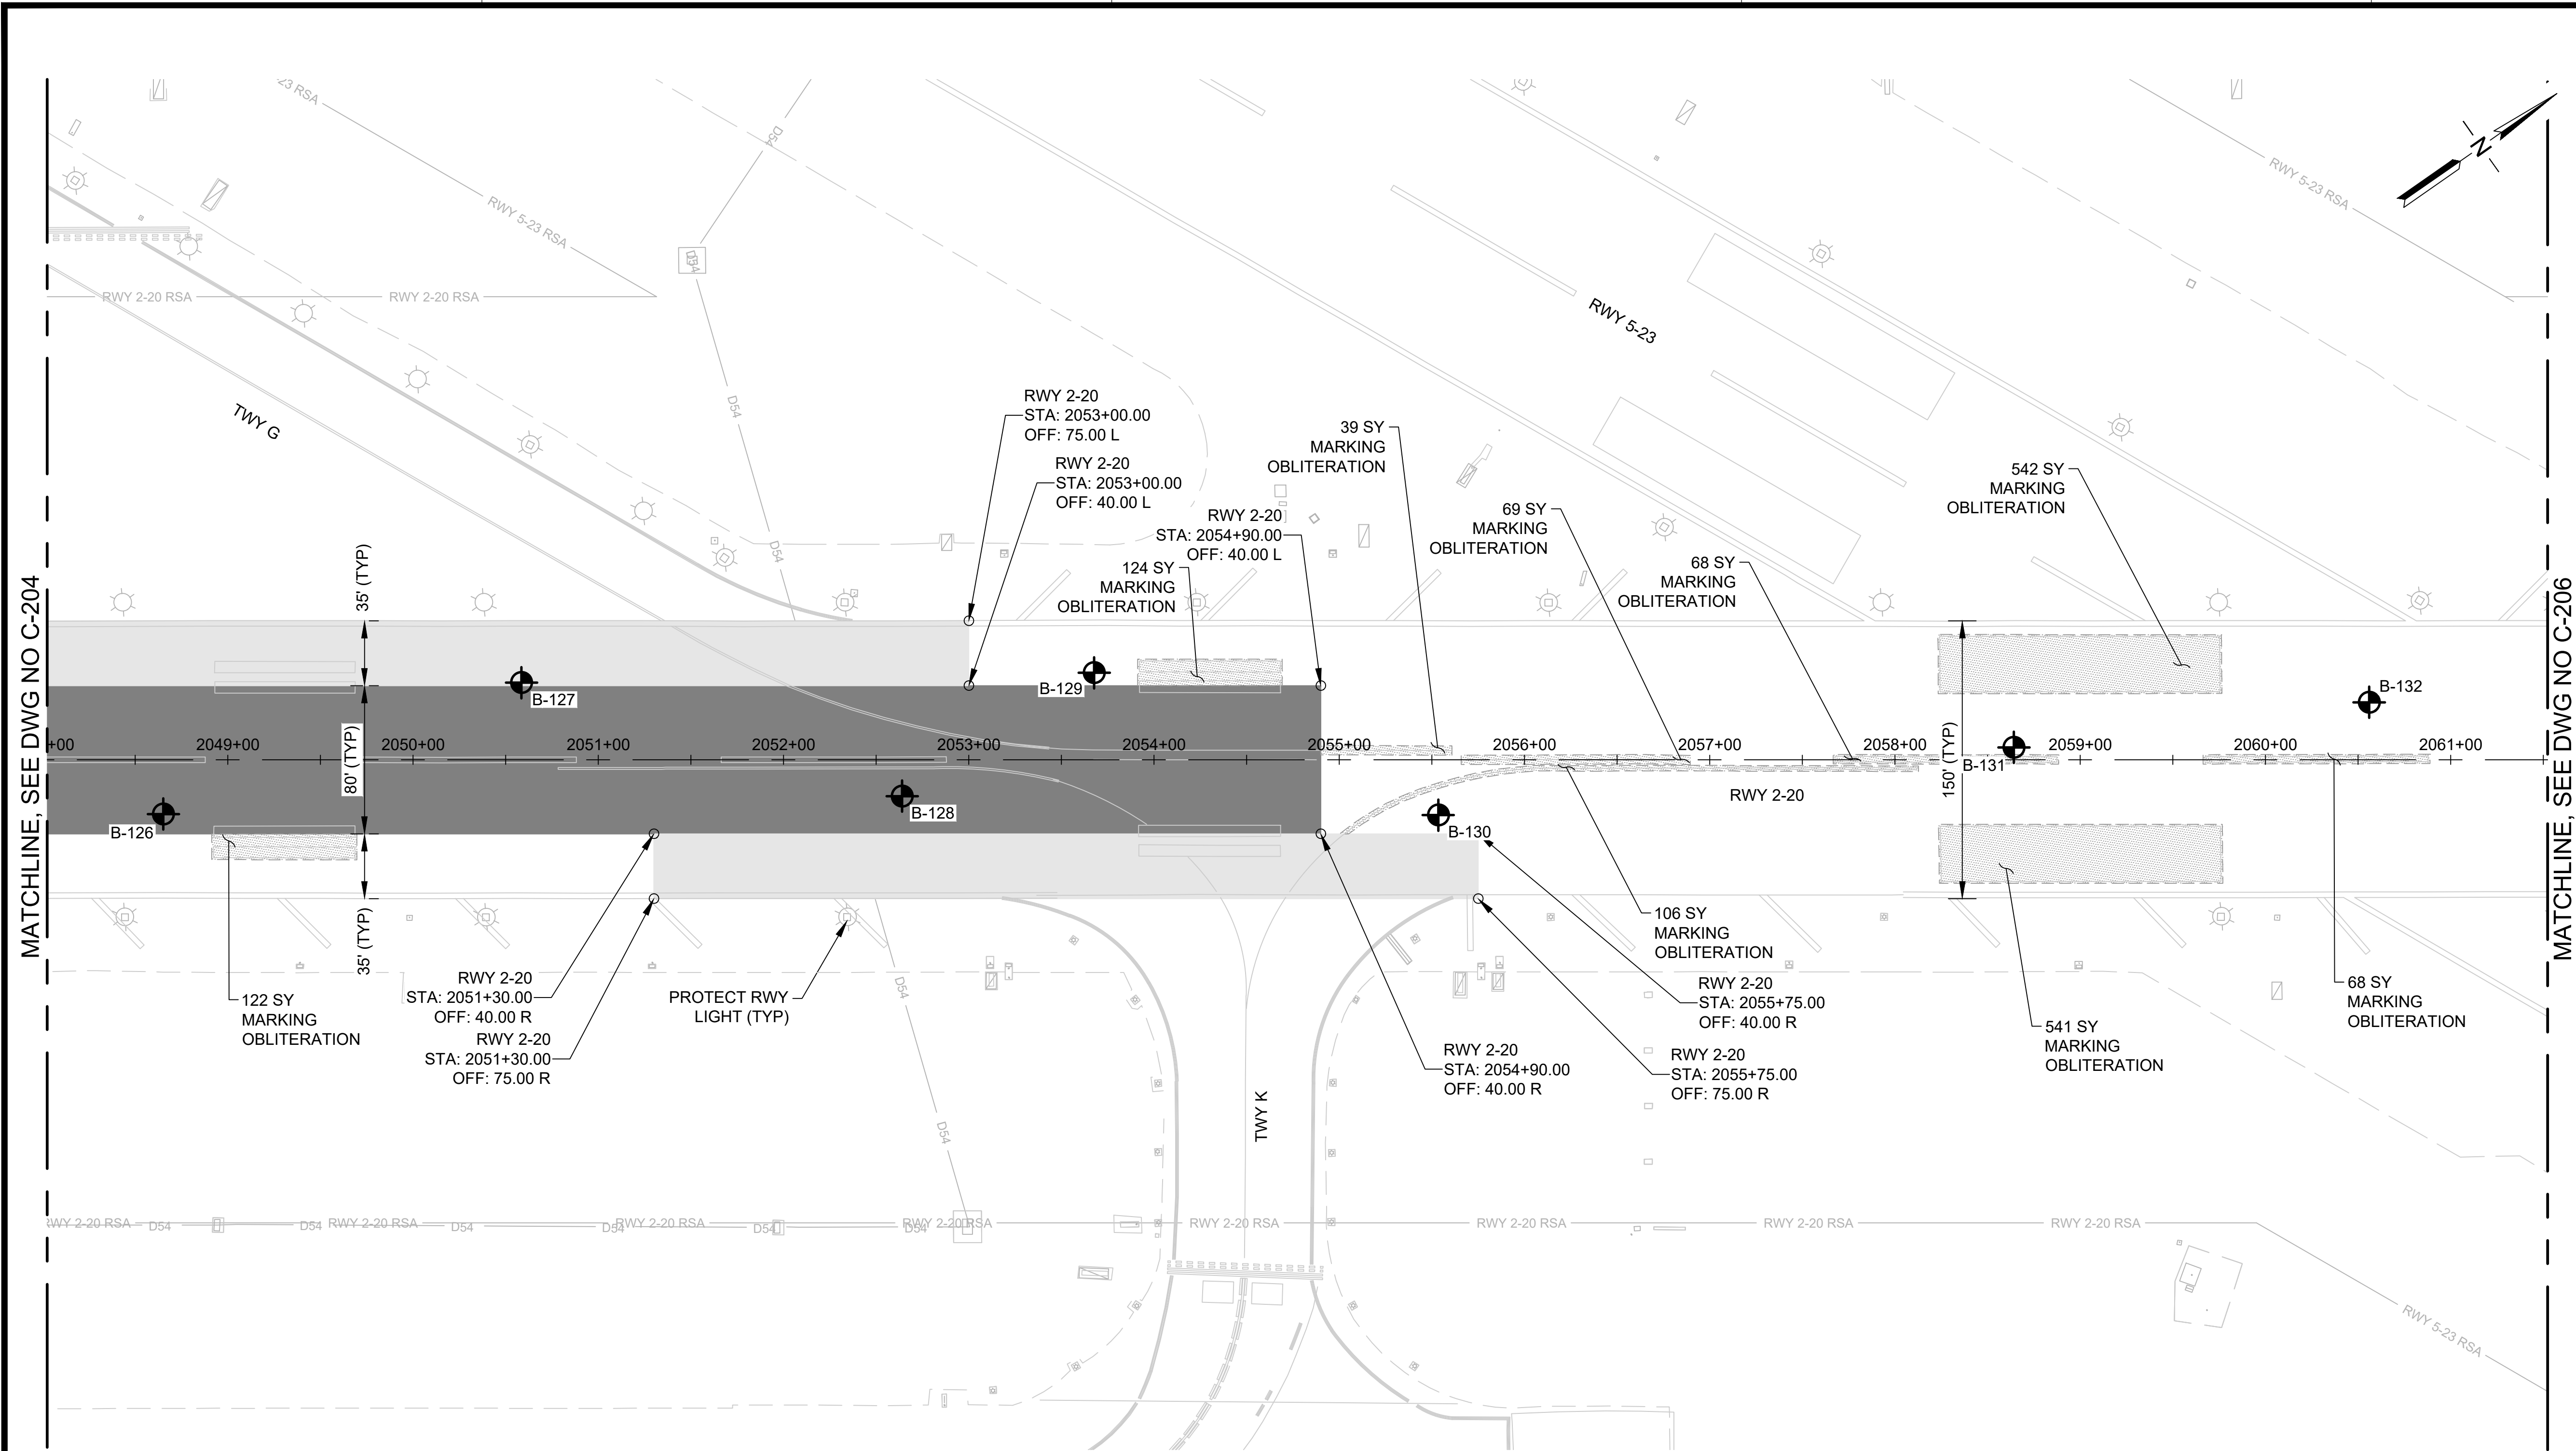 23 RSA
D54
N
RWY 5-23 RSA
RWY 5-23 RSA
D54
RWY 2-20 RSA
RWY 2-20 RSA
RWY 5-23
TWY G
D54
RWY 2-20
STA: 2053+00.00
OFF: 75.00 L
RWY 2-20
STA: 2053+00.00
OFF: 40.00 L
39 SY
MARKING
OBLITERATION
542 SY
MARKING
OBLITERATION
RWY 2-20
STA: 2054+90.00
OFF: 40.00 L
69 SY
MARKING
OBLITERATION
124 SY
MARKING
OBLITERATION
68 SY
MARKING
OBLITERATION
D54
35' (TYP)
MATCHLINE, SEE DWG NO C-204
MATCHLINE, SEE DWG NO C-206
B-127
B-129
B-132
+00
2049+00
2050+00
2051+00
2052+00
2053+00
2054+00
2055+00
2056+00
2057+00
2058+00
2059+00
2060+00
2061+00
80' (TYP)
150' (TYP)
B-131
RWY 2-20
B-126
B-128
B-130
35' (TYP)
106 SY
MARKING
OBLITERATION
122 SY
MARKING
OBLITERATION
RWY 2-20
STA: 2051+30.00
OFF: 40.00 R
RWY 2-20
STA: 2051+30.00
OFF: 75.00 R
PROTECT RWY
LIGHT (TYP)
D54
RWY 2-20
STA: 2055+75.00
OFF: 40.00 R
RWY 2-20
STA: 2054+90.00
OFF: 40.00 R
RWY 2-20
STA: 2055+75.00
OFF: 75.00 R
541 SY
MARKING
OBLITERATION
68 SY
MARKING
OBLITERATION
TWY K
D54
RWY 2-20 RSA
D54
D54
RWY 2-20 RSA
D54
D54
RWY 2-20 RSA
D54
RWY 2-20 RSA
D54
RWY 2-20 RSA
RWY 2-20 RSA
RWY 2-20 RSA
RWY 2-20 RSA
RWY 5-23 RSA